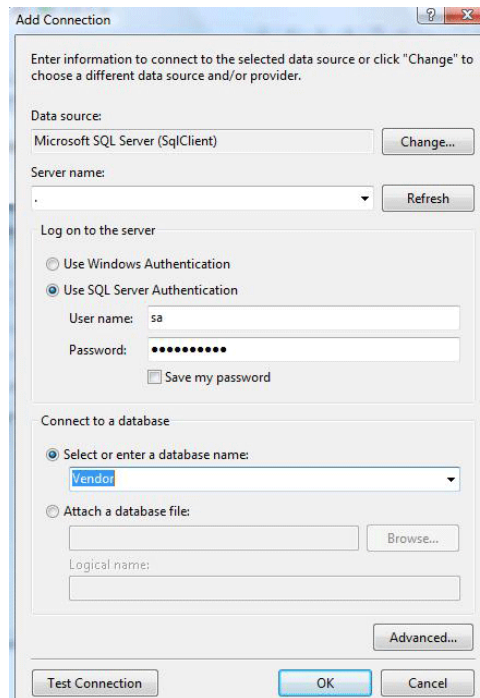 Add Connection
Enter information to connect to the selected data source or click "Change" to
choose a different data source and/or provider.
Data source:
Microsoft SQL Server (SqlClient)
Change...
Server name:
.
Refresh
Log on to the server
Use Windows Authentication
Use SQL Server Authentication
User name:
sa
Password:
●●●●●●●●●●
Save my password
Connect to a database
Select or enter a database name:
Vendor
Attach a database file:
Browse...
Logical name:
Advanced...
Test Connection
OK
Cancel